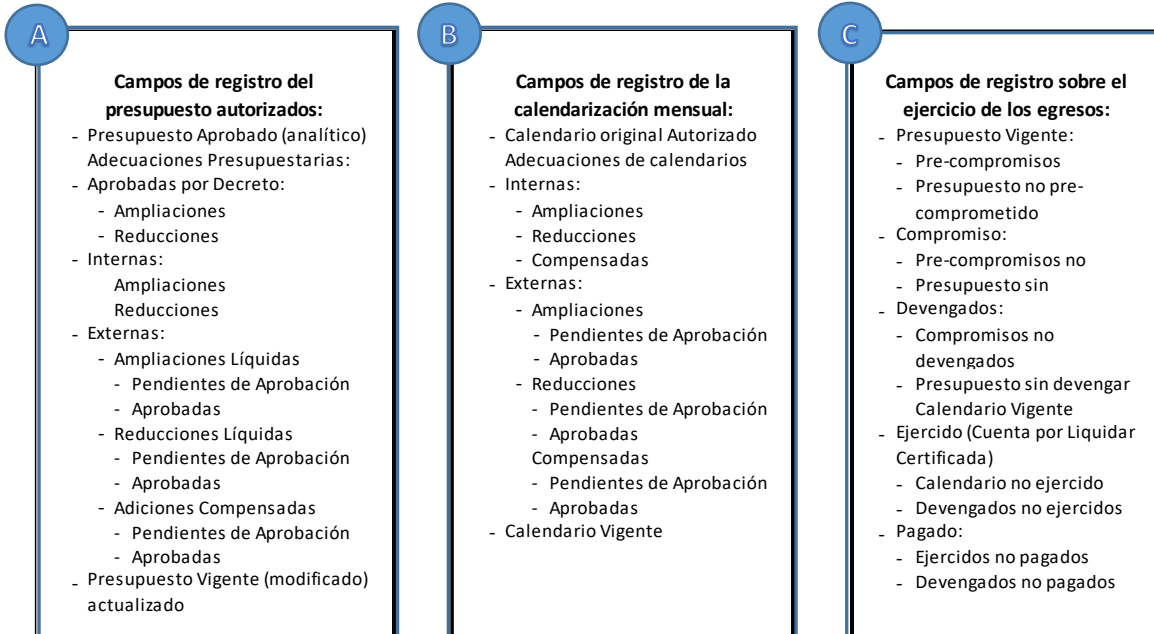 A
Campos de registro del
presupuesto autorizados:
- Presupuesto Aprobado (analítico)
Adecuaciones Presupuestarias:
- Aprobadas por Decreto:
- Ampliaciones
- Reducciones
- Internas:
Ampliaciones
Reducciones
- Externas:
- Ampliaciones Líquidas
- Pendientes de Aprobación
- Aprobadas
- Reducciones Líquidas
- Pendientes de Aprobación
- Aprobadas
- Adiciones Compensadas
- Pendientes de Aprobación
- Aprobadas
- Presupuesto Vigente (modificado)
actualizado
B
Campos de registro de la
calendarización mensual:
- Calendario original Autorizado
Adecuaciones de calendarios
- Internas:
- Ampliaciones
- Reducciones
- Compensadas
- Externas:
- Ampliaciones
- Pendientes de Aprobación
- Aprobadas
- Reducciones
- Pendientes de Aprobación
- Aprobadas
Compensadas
- Pendientes de Aprobación
- Aprobadas
- Calendario Vigente
C
Campos de registro sobre el
ejercicio de los egresos:
- Presupuesto Vigente:
- Pre-compromisos
- Presupuesto no pre-
comprometido
- Compromiso:
- Pre-compromisos no
- Presupuesto sin
- Devengados:
- Compromisos no
devengados
- Presupuesto sin devengar
Calendario Vigente
- Ejercido (Cuenta por Liquidar
Certificada)
- Calendario no ejercido
- Devengados no ejercidos
- Pagado:
- Ejercidos no pagados
- Devengados no pagados